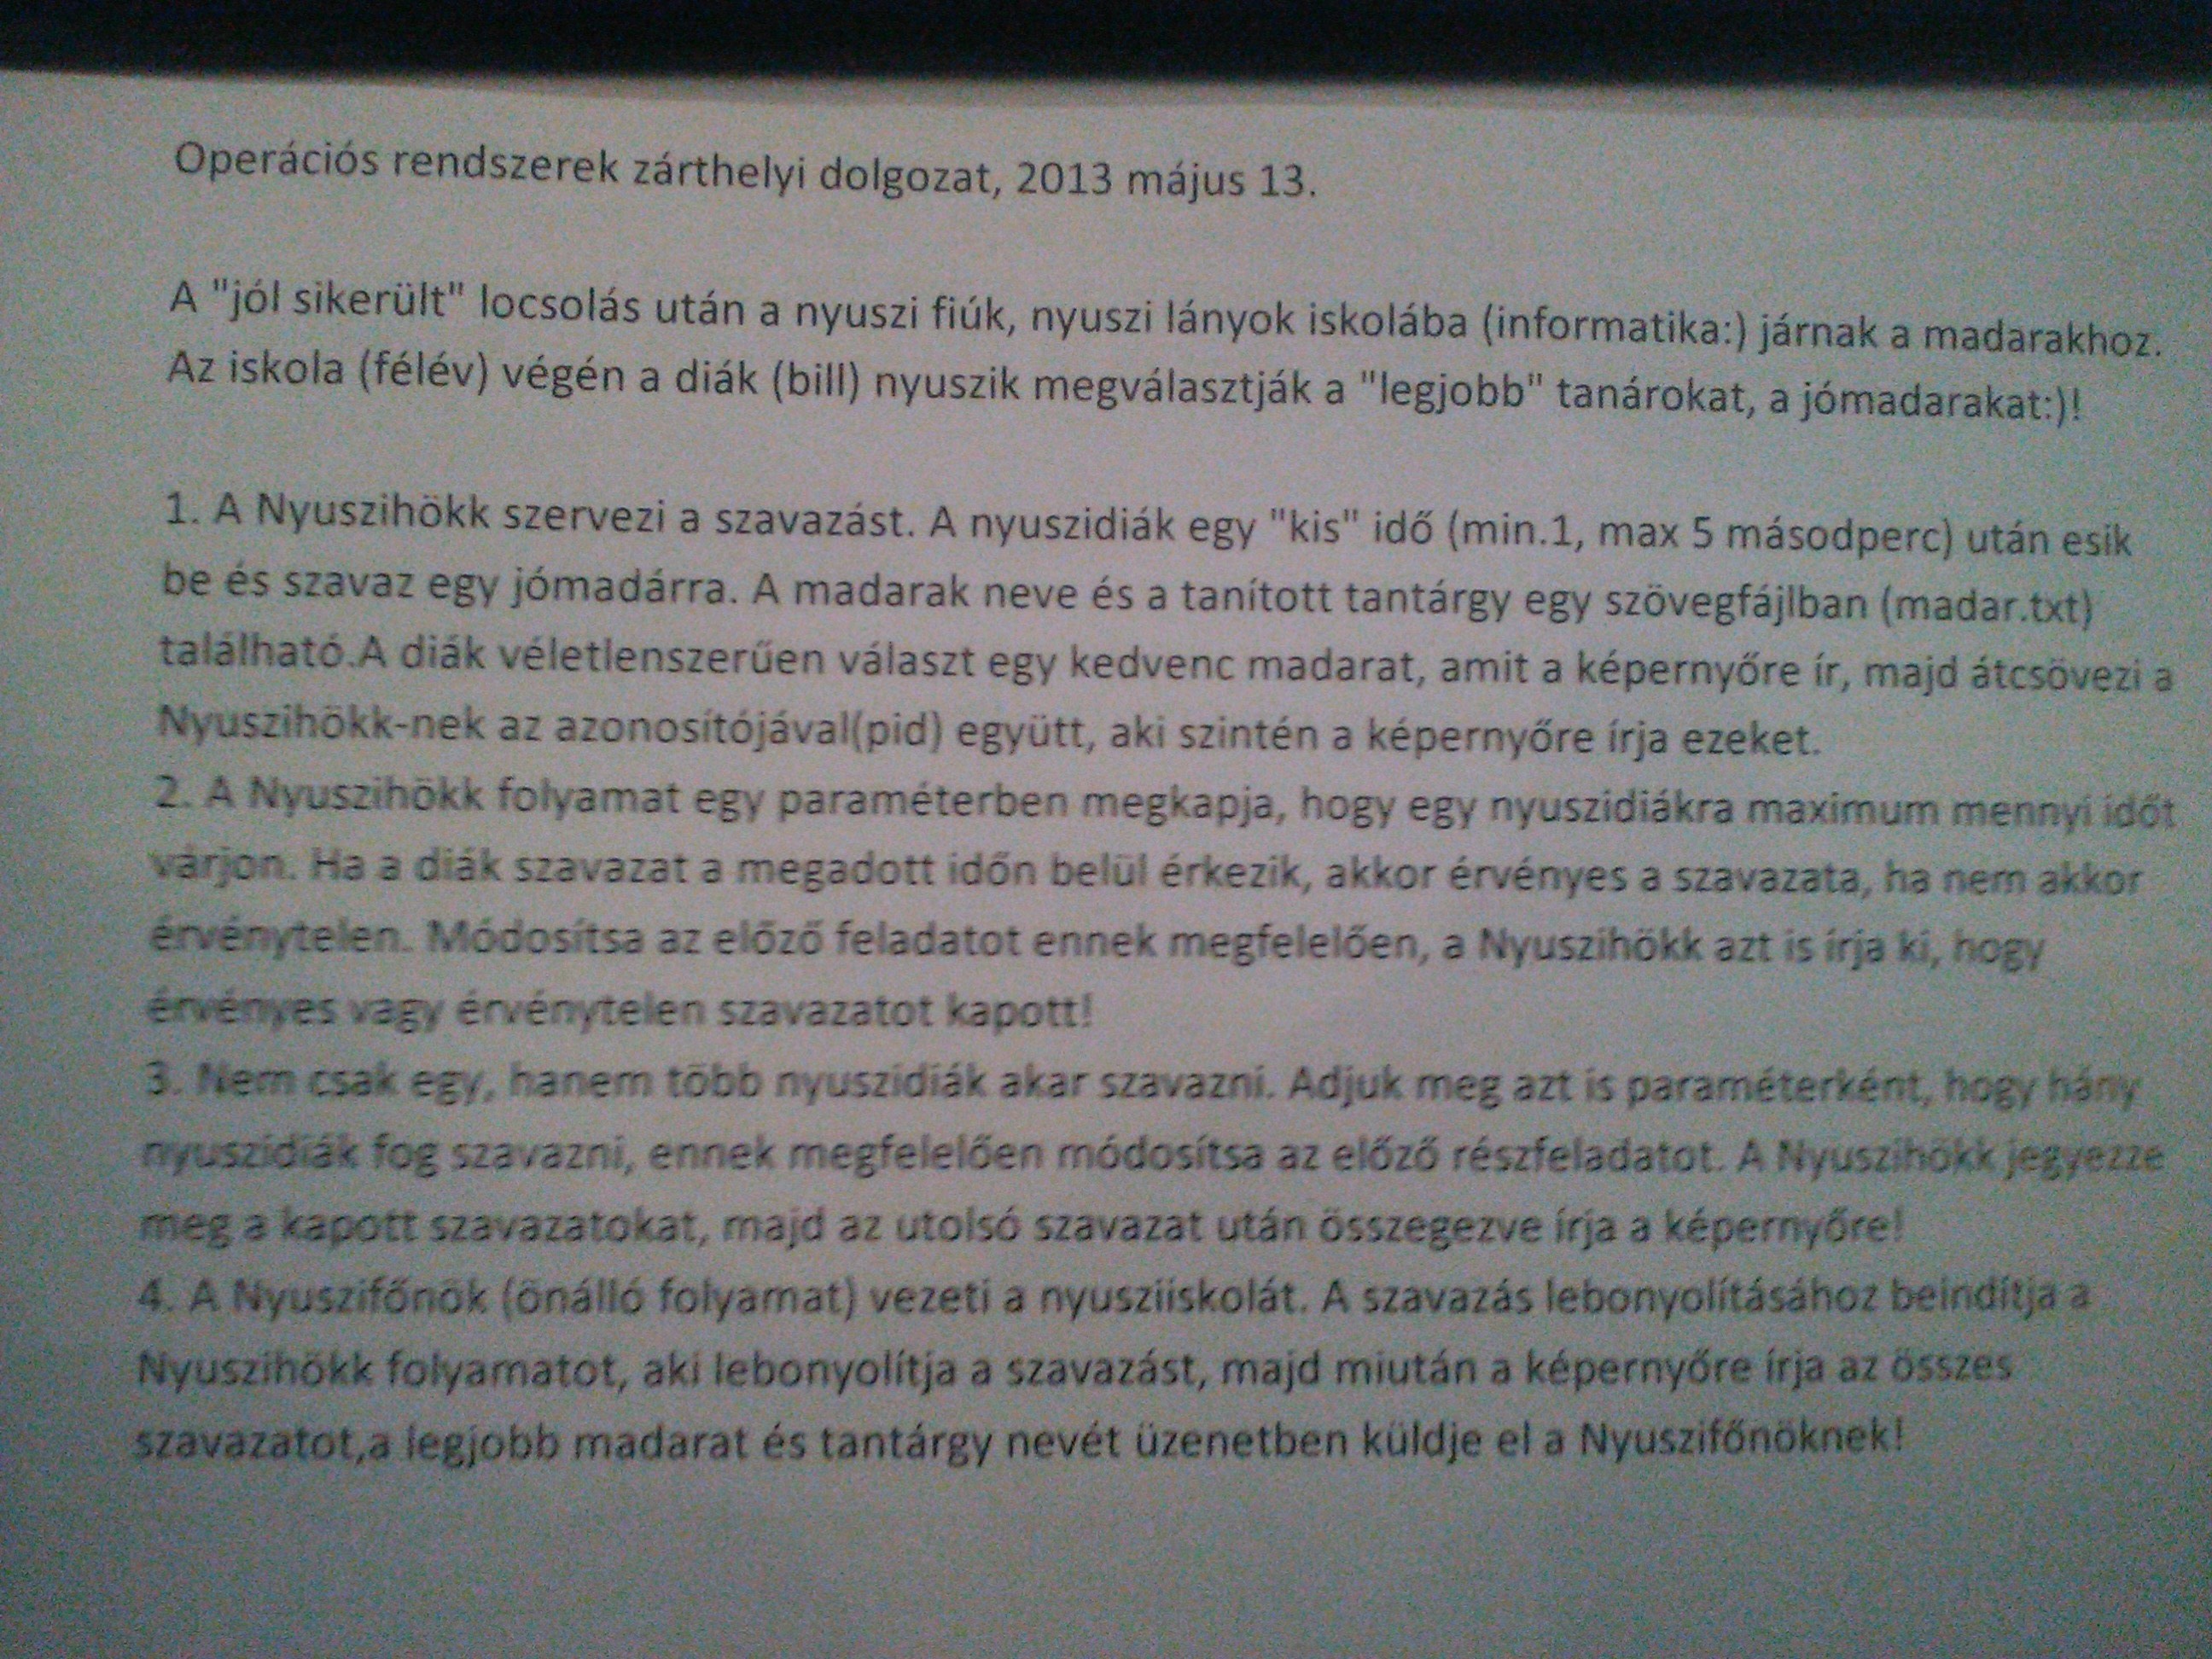 Operációs rendszerek zárthelyi dolgozat, 2013 május 13.
A "jól sikerült" locsolás után a nyuszi fiúk, nyuszi lányok iskolába (informatika:) járnak a madarakhoz.
Az iskola (félév) végén a diák (bill) nyuszik megválasztják a "legjobb" tanárokat, a jómadarakat:)!
1. A Nyuszihökk szervezi a szavazást. A nyuszidiák egy "kis" idő (min.1, max 5 másodperc) után esik
be és szavaz egy jómadárra. A madarak neve és a tanított tantárgy egy szövegfájlban (madar.txt)
található.A diák véletlenszerűen választ egy kedvenc madarat, amit a képernyőre ír, majd átcsövezi a
Nyuszihökk-nek az azonosítójával(pid) együtt, aki szintén a képernyőre írja ezeket.
2. A Nyuszihökk folyamat egy paraméterben megkapja, hogy egy nyuszidiákra maximum mennyi időt
várjon. Ha a diák szavazat a megadott időn belül érkezik, akkor érvényes a szavazata, ha nem akkor
érvénytelen. Módosítsa az előző feladatot ennek megfelelően, a Nyuszihökk azt is írja ki, hogy
érvényes vagy érvénytelen szavazatot kapott!
3. Nem csak egy, hanem több nyuszidiák akar szavazni. Adjuk meg azt is paraméterként, hogy hány
nyuszidiák fog szavazni, ennek megfelelően módosítsa az előző részfeladatot. A Nyuszihökk jegyezze
meg a kapott szavazatokat, majd az utolsó szavazat után összegezve írja a képernyőre!
4. A Nyuszifőnök (önálló folyamat) vezeti a nyusziiskolát. A szavazás lebonyolításához beindítja a
Nyuszihökk folyamatot, aki lebonyolítja a szavazást, majd miután a képernyőre írja az összes
szavazatot,a legjobb madarat és tantárgy nevét üzenetben küldje el a Nyuszifőnöknek!